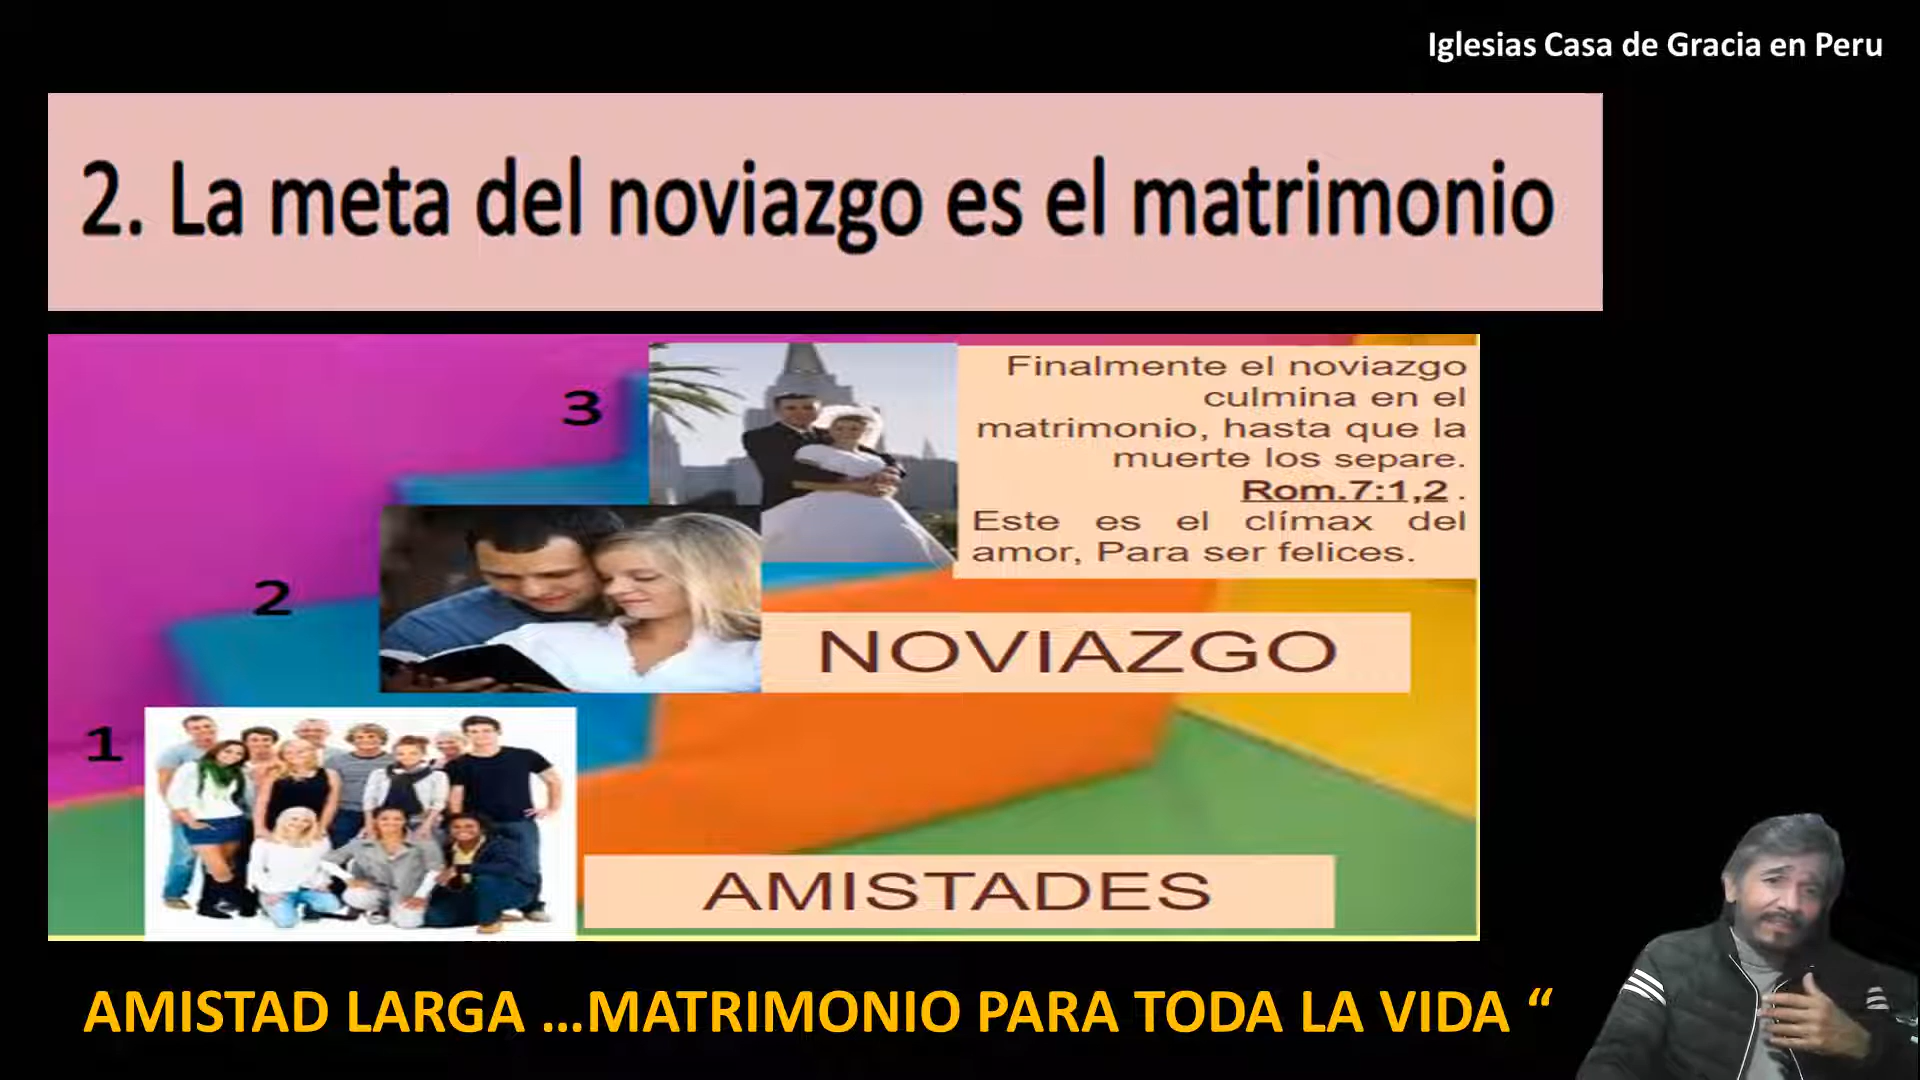 Iglesias Casa de Gracia en Peru
2. La meta del noviazgo es el matrimonio
3
Finalmente el noviazgo
culmina en el
matrimonio, hasta que la
muerte los separe.
Rom.7:1,2 .
Este es el clímax del
amor, Para ser felices.
2
NOVIAZGO
1
AMISTADES
AMISTAD LARGA ...MATRIMONIO PARA TODA LA VIDA “